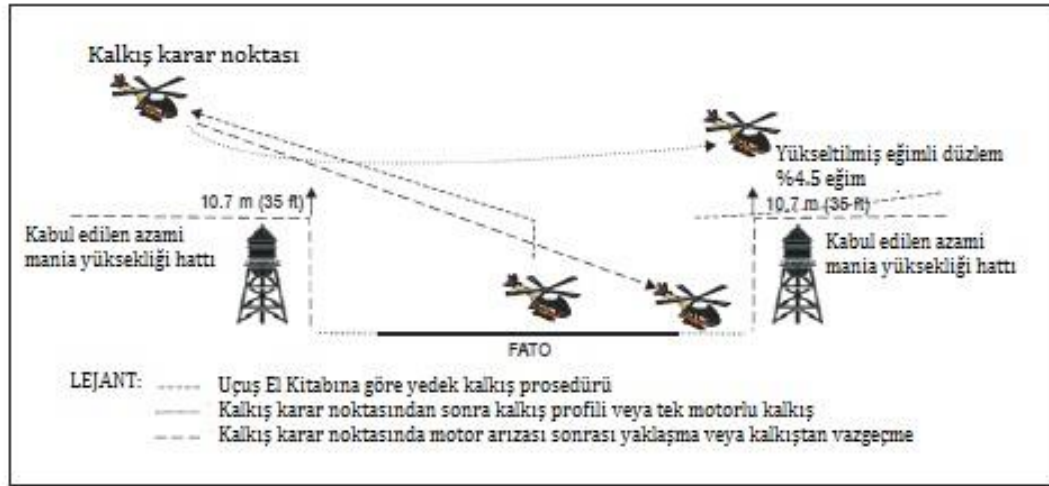 Kalkış karar noktası
Yükseltilmiş eğimli düzlem
%4.5 eğim
10.7 m (35 ft)
10.7 m (35 ft)
Kabul edilen azami
mania yüksekliği hattı
Kabul edilen azami
mania yüksekliği hattı
FATO
LEJANT:
Uçuş El Kitabına göre yedek kalkış prosedürü
Kalkış karar noktasından sonra kalkış profili veya tek motorlu kalkış
Kalkış karar noktasında motor arızası sonrası yaklaşma veya kalkıştan vazgeçme